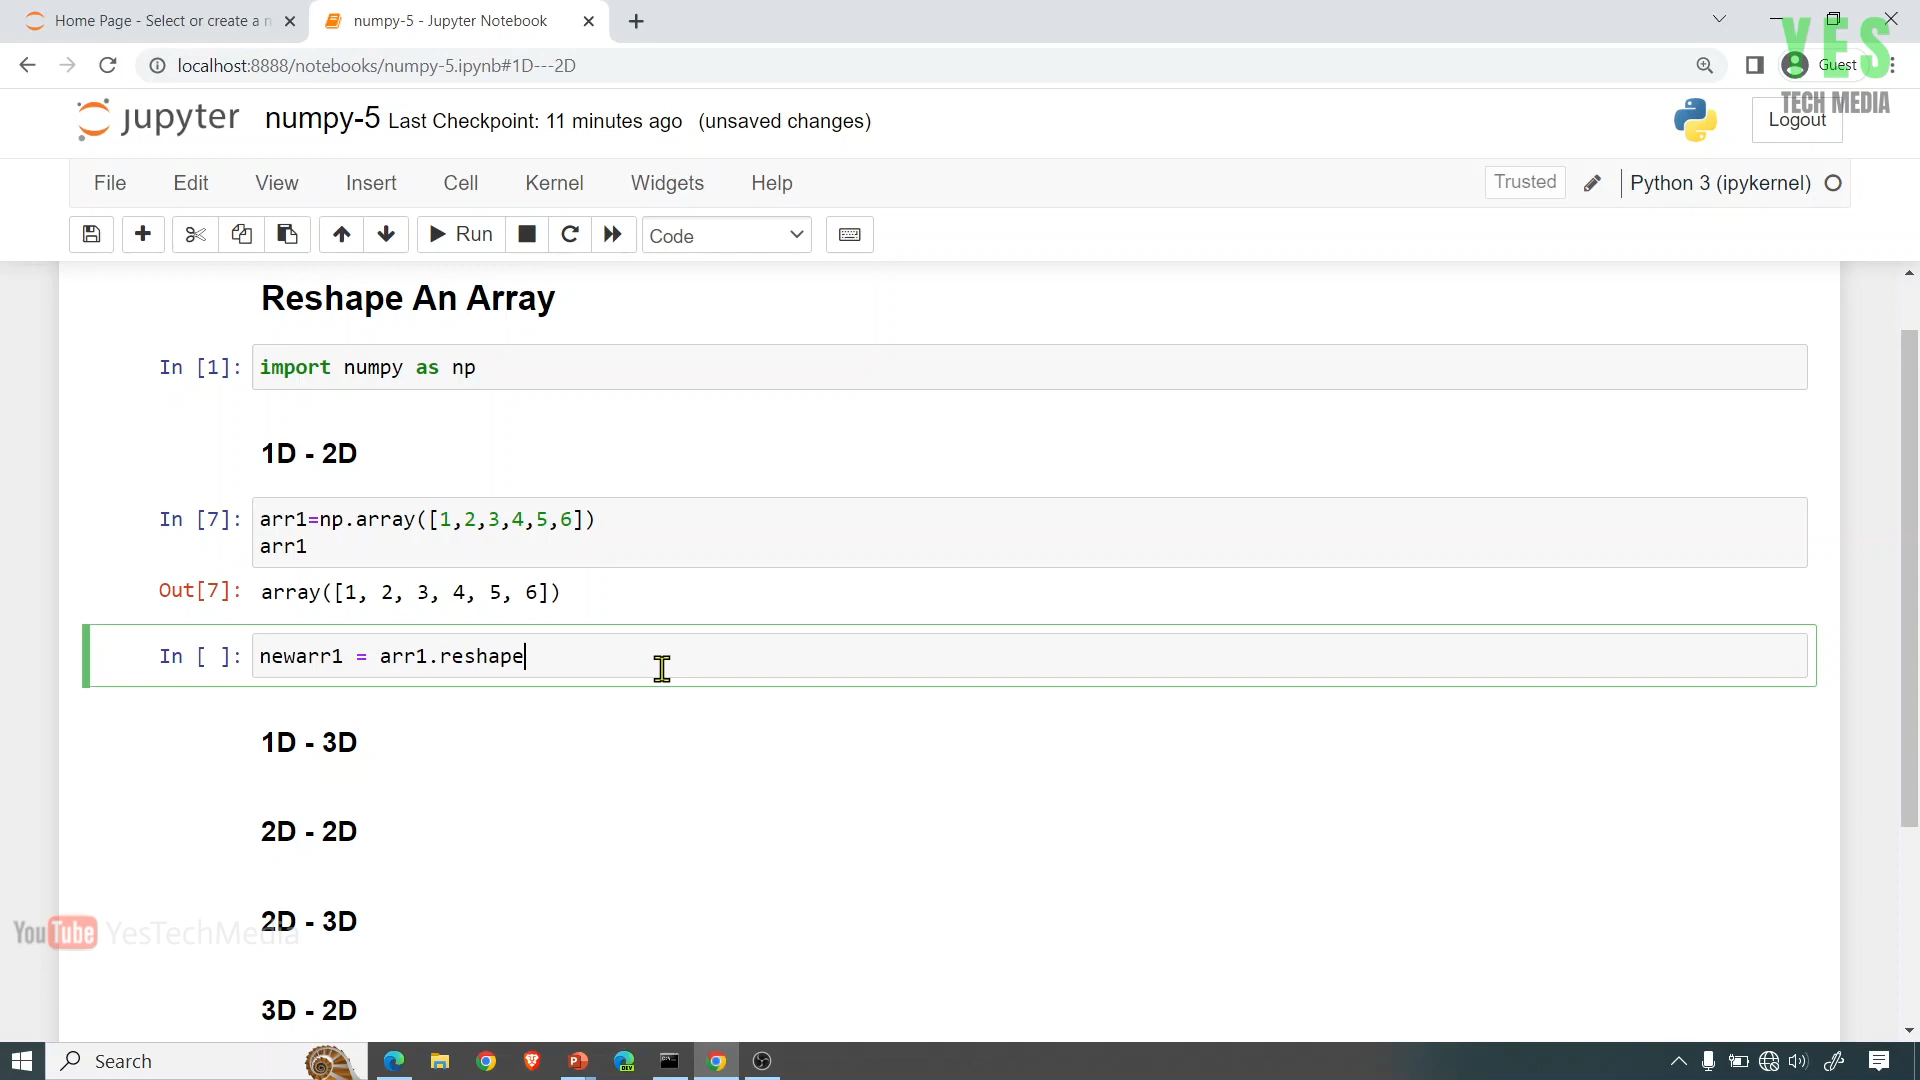 Home Page - Select or create a n
numpy-5 - Jupyter Notebook
localhost:8888/notebooks/numpy-5.ipynb#1D---2D
Guest
YES
TECH MEDIA
jupyter numpy-5 Last Checkpoint: 11 minutes ago (unsaved changes)
Logout
File Edit View Insert Cell Kernel Widgets Help
Trusted
Python 3 (ipykernel)
Run
Code
Reshape An Array
In [1]: import numpy as np
1D - 2D
In [7]: arr1=np.array([1,2,3,4,5,6])
arr1
Out[7]: array([1, 2, 3, 4, 5, 6])
In [ ]: newarr1 = arr1.reshape
1D - 3D
2D - 2D
2D - 3D
YouTube YesTechMedia
3D - 2D
Search